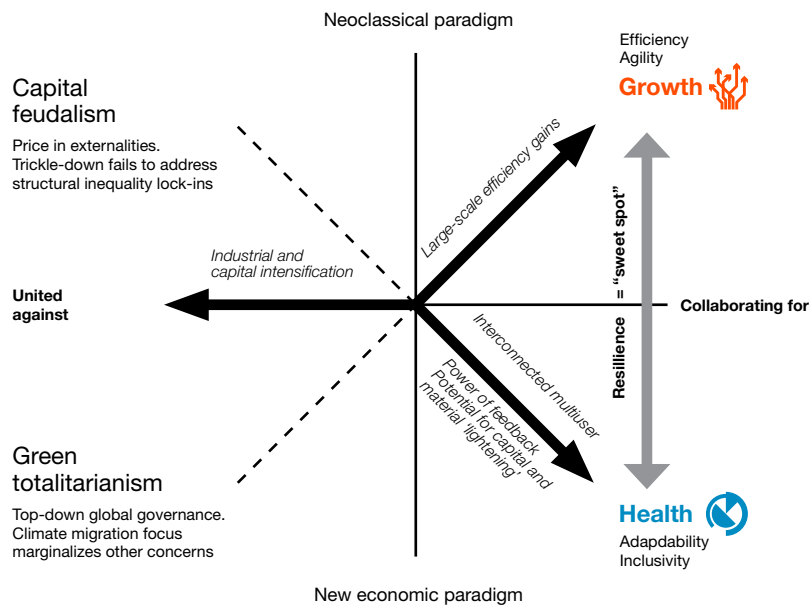 Neoclassical paradigm
Efficiency
Agility
Growth
Capital
feudalism
Price in externalities.
Trickle-down fails to address
structural inequality lock-ins
Large-scale efficiency gains
Industrial and
capital intensification
United
against
Resillience = “sweet spot”
Collaborating for
Interconnected multiuser
Power of feedback
Potential for capital and
material ‘lightening’
Green
totalitarianism
Top-down global governance.
Climate migration focus
marginalizes other concerns
Health
Adapdability
Inclusivity
New economic paradigm